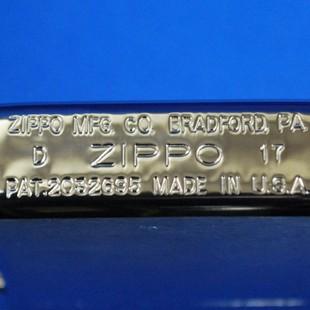 ZIPPO MFG. CO. BRADFORD, PA.
D ZIPPO 17
PAT.2032695 MADE IN U.S.A.